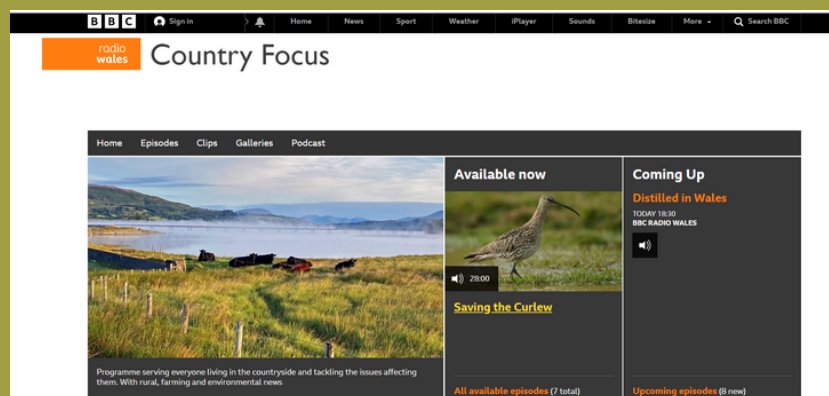 BBC Sign in Home News Sport Weather iPlayer Sounds Bitesize More Search BBC
radio
wales
Country Focus
Home Episodes Clips Galleries Podcast
Available now
28:00
Saving the Curlew
All available episodes (7 total)
Coming Up
Distilled in Wales
TODAY 18:30
BBC RADIO WALES
Upcoming episodes (8 new)
Programme serving everyone living in the countryside and tackling the issues affecting
them. With rural, farming and environmental news